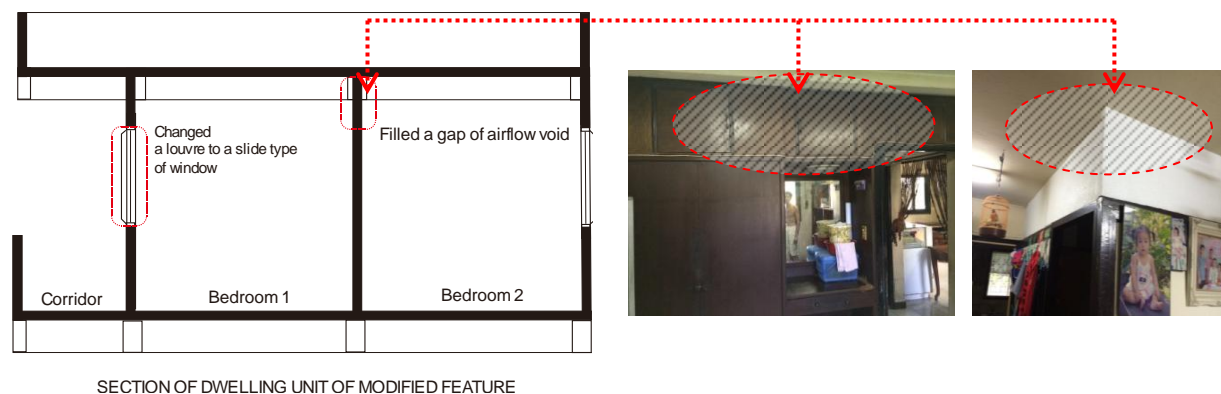 Changed
a louvre to a slide type
of window
Filled a gap of airflow void
Corridor
Bedroom 1
Bedroom 2
SECTION OF DWELLING UNIT OF MODIFIED FEATURE